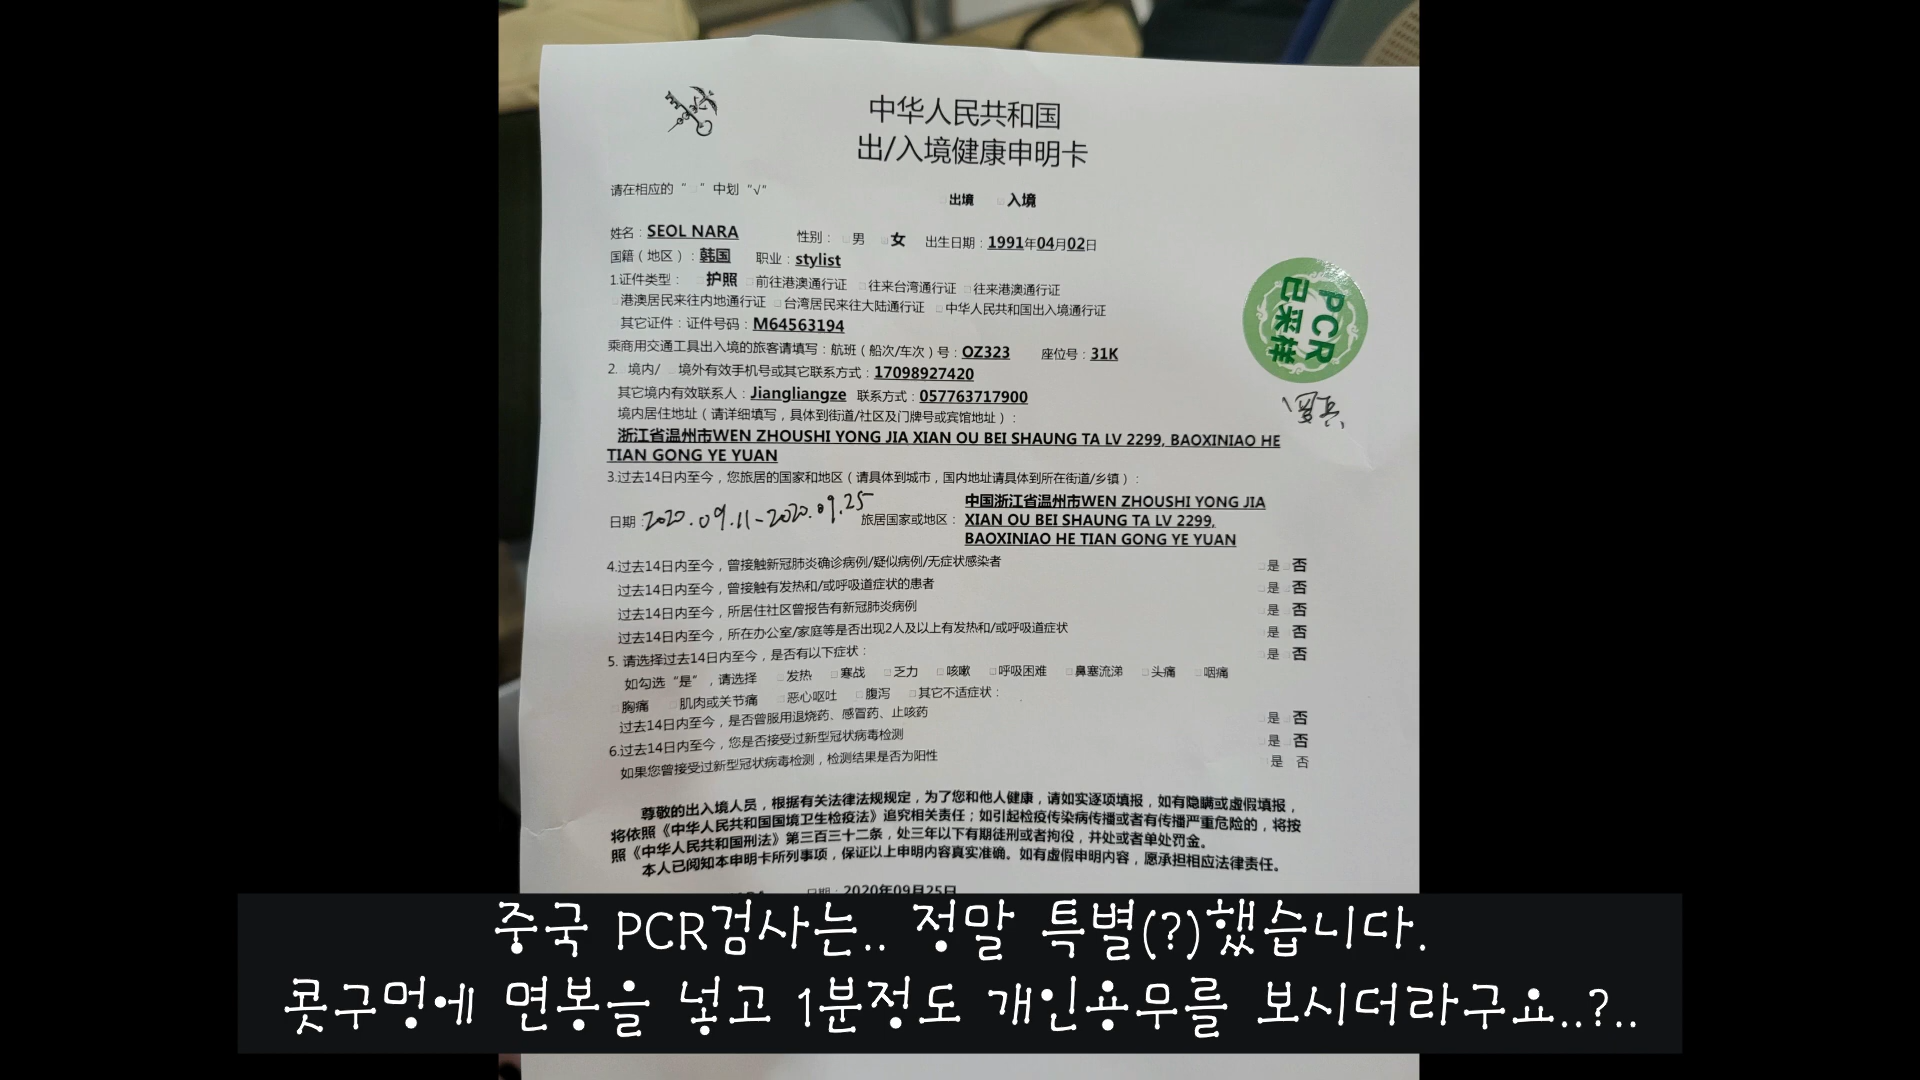 中华人民共和国
出/入境健康申明卡
请在相应的“ ”中划“√”
出境 入境
姓名：SEOL NARA 性别： 男 女 出生日期：1991年04月02日
国籍（地区）：韩国 职业：stylist
1.证件类型： 护照 前往港澳通行证 往来台湾通行证 往来港澳通行证
港澳居民来往内地通行证 台湾居民来往大陆通行证 中华人民共和国出入境通行证
其它证件：证件号码：M64563194
乘商用交通工具出入境的旅客请填写：航班（船次/车次）号：OZ323 座位号：31K
2. 境内/ 境外有效手机号或其它联系方式：17098927420
其它境内有效联系人：Jiangliangze 联系方式：057763717900
境内居住地址（请详细填写，具体到街道/社区及门牌号或宾馆地址）：
浙江省温州市WEN ZHOUSHI YONG JIA XIAN OU BEI SHAUNG TA LV 2299, BAOXINIAO HE
TIAN GONG YE YUAN
3.过去14日内至今，您旅居的国家和地区（请具体到城市，国内地址请具体到所在街道/乡镇）：
日期：2020.09.11-2020.09.25 旅居国家或地区：
中国浙江省温州市WEN ZHOUSHI YONG JIA
XIAN OU BEI SHAUNG TA LV 2299,
BAOXINIAO HE TIAN GONG YE YUAN
4.过去14日内至今，曾接触新冠肺炎确诊病例/疑似病例/无症状感染者 是 否
过去14日内至今，曾接触有发热和/或呼吸道症状的患者 是 否
过去14日内至今，所居住社区曾报告有新冠肺炎病例 是 否
过去14日内至今，所在办公室/家庭等是否出现2人及以上有发热和/或呼吸道症状 是 否
5. 请选择过去14日内至今，是否有以下症状： 是 否
如勾选“是”，请选择 发热 寒战 乏力 咳嗽 呼吸困难 鼻塞流涕 头痛 咽痛
胸痛 肌肉或关节痛 恶心呕吐 腹泻 其它不适症状：
过去14日内至今，是否曾服用退烧药、感冒药、止咳药 是 否
6.过去14日内至今，您是否接受过新型冠状病毒检测 是 否
如果您曾接受过新型冠状病毒检测，检测结果是否为阳性 是 否
尊敬的出入境人员，根据有关法律法规规定，为了您和他人健康，请如实逐项填报，如有隐瞒或虚假填报，
将依照《中华人民共和国国境卫生检疫法》追究相关责任；如引起检疫传染病传播或者有传播严重危险的，将按
照《中华人民共和国刑法》第三百三十二条，处三年以下有期徒刑或者拘役，并处或者单处罚金。
本人已阅知本申明卡所列事项，保证以上申明内容真实准确。如有虚假申明内容，愿承担相应法律责任。
日期：2020年09月25日
PCR
已采样
중국 PCR검사는.. 정말 특별(?)했습니다.
콧구멍에 면봉을 넣고 1분정도 개인용무를 보시더라구요..?..